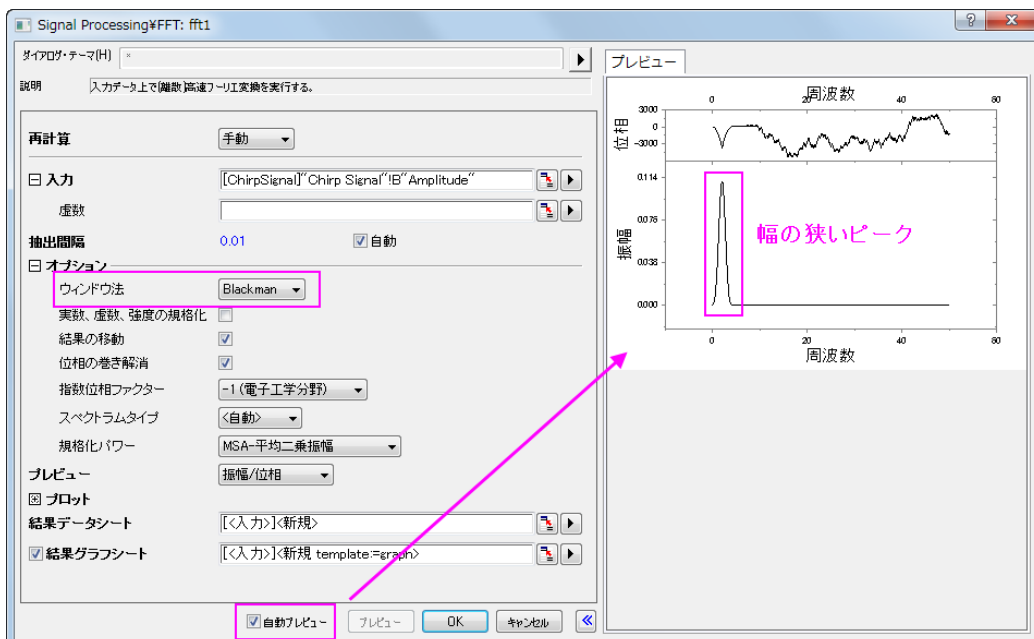 Signal Processing¥FFT: fft1
ダイアログ・テーマ(H) *
説明 入力データ上で(離散)高速フーリエ変換を実行する。
再計算 手動
入力 [ChirpSignal]"Chirp Signal"!B"Amplitude"
虚数
抽出間隔 0.01 自動
オプション
ウィンドウ法 Blackman
実数、虚数、強度の規格化
結果の移動
位相の巻き解消
指数位相ファクター -1(電子工学分野)
スペクトラムタイプ <自動>
規格化パワー MSA-平均二乗振幅
プレビュー 振幅/位相
プロット
結果データシート [<入力>]<新規>
結果グラフシート [<入力>]<新規 template:=graph>
自動プレビュー プレビュー OK キャンセル
プレビュー
周波数
0 20 40 60
位相
3000
0
-3000
振幅
0.114
0.076
0.038
0.000
幅の狭いピーク
0 20 40 60
周波数